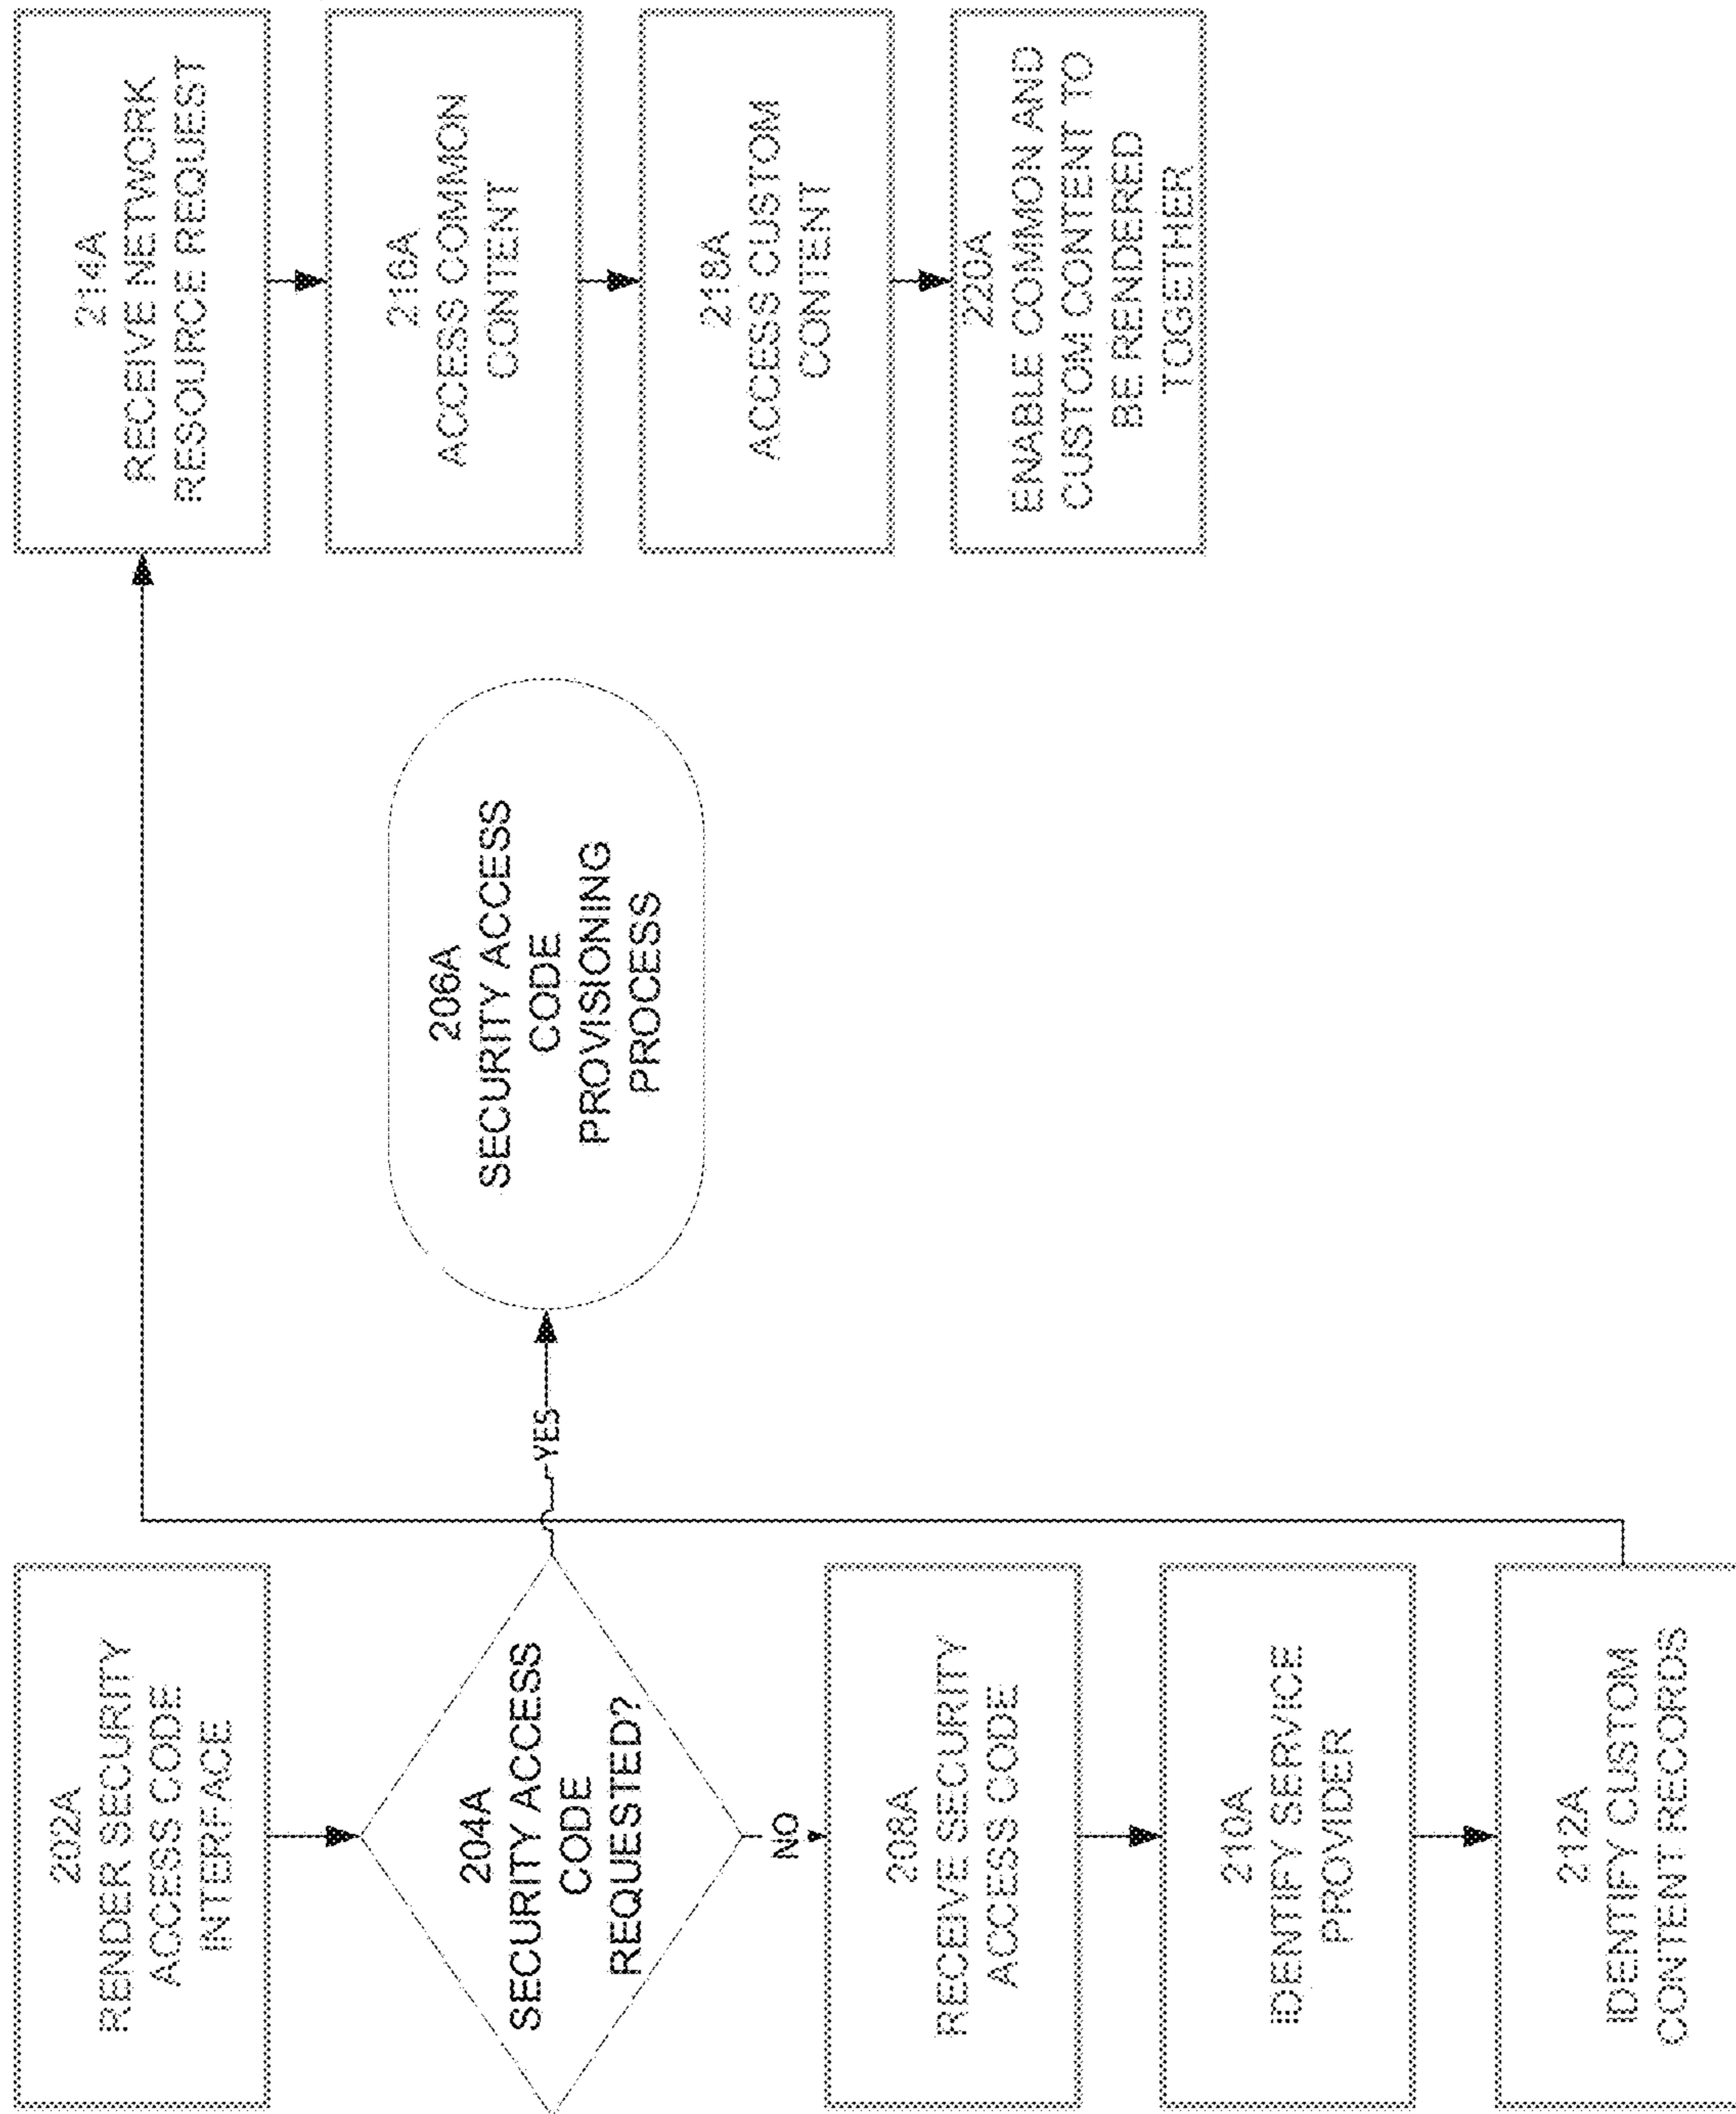 202A
RENDER SECURITY
ACCESS CODE
INTERFACE
204A
SECURITY ACCESS
CODE
REQUESTED?
YES
206A
SECURITY ACCESS
CODE
PROVISIONING
PROCESS
NO
208A
RECEIVE SECURITY
ACCESS CODE
210A
IDENTIFY SERVICE
PROVIDER
212A
IDENTIFY CUSTOM
CONTENT RECORDS
214A
RECEIVE NETWORK
RESOURCE REQUEST
216A
ACCESS COMMON
CONTENT
218A
ACCESS CUSTOM
CONTENT
220A
ENABLE COMMON AND
CUSTOM CONTENT TO
BE RENDERED
TOGETHER